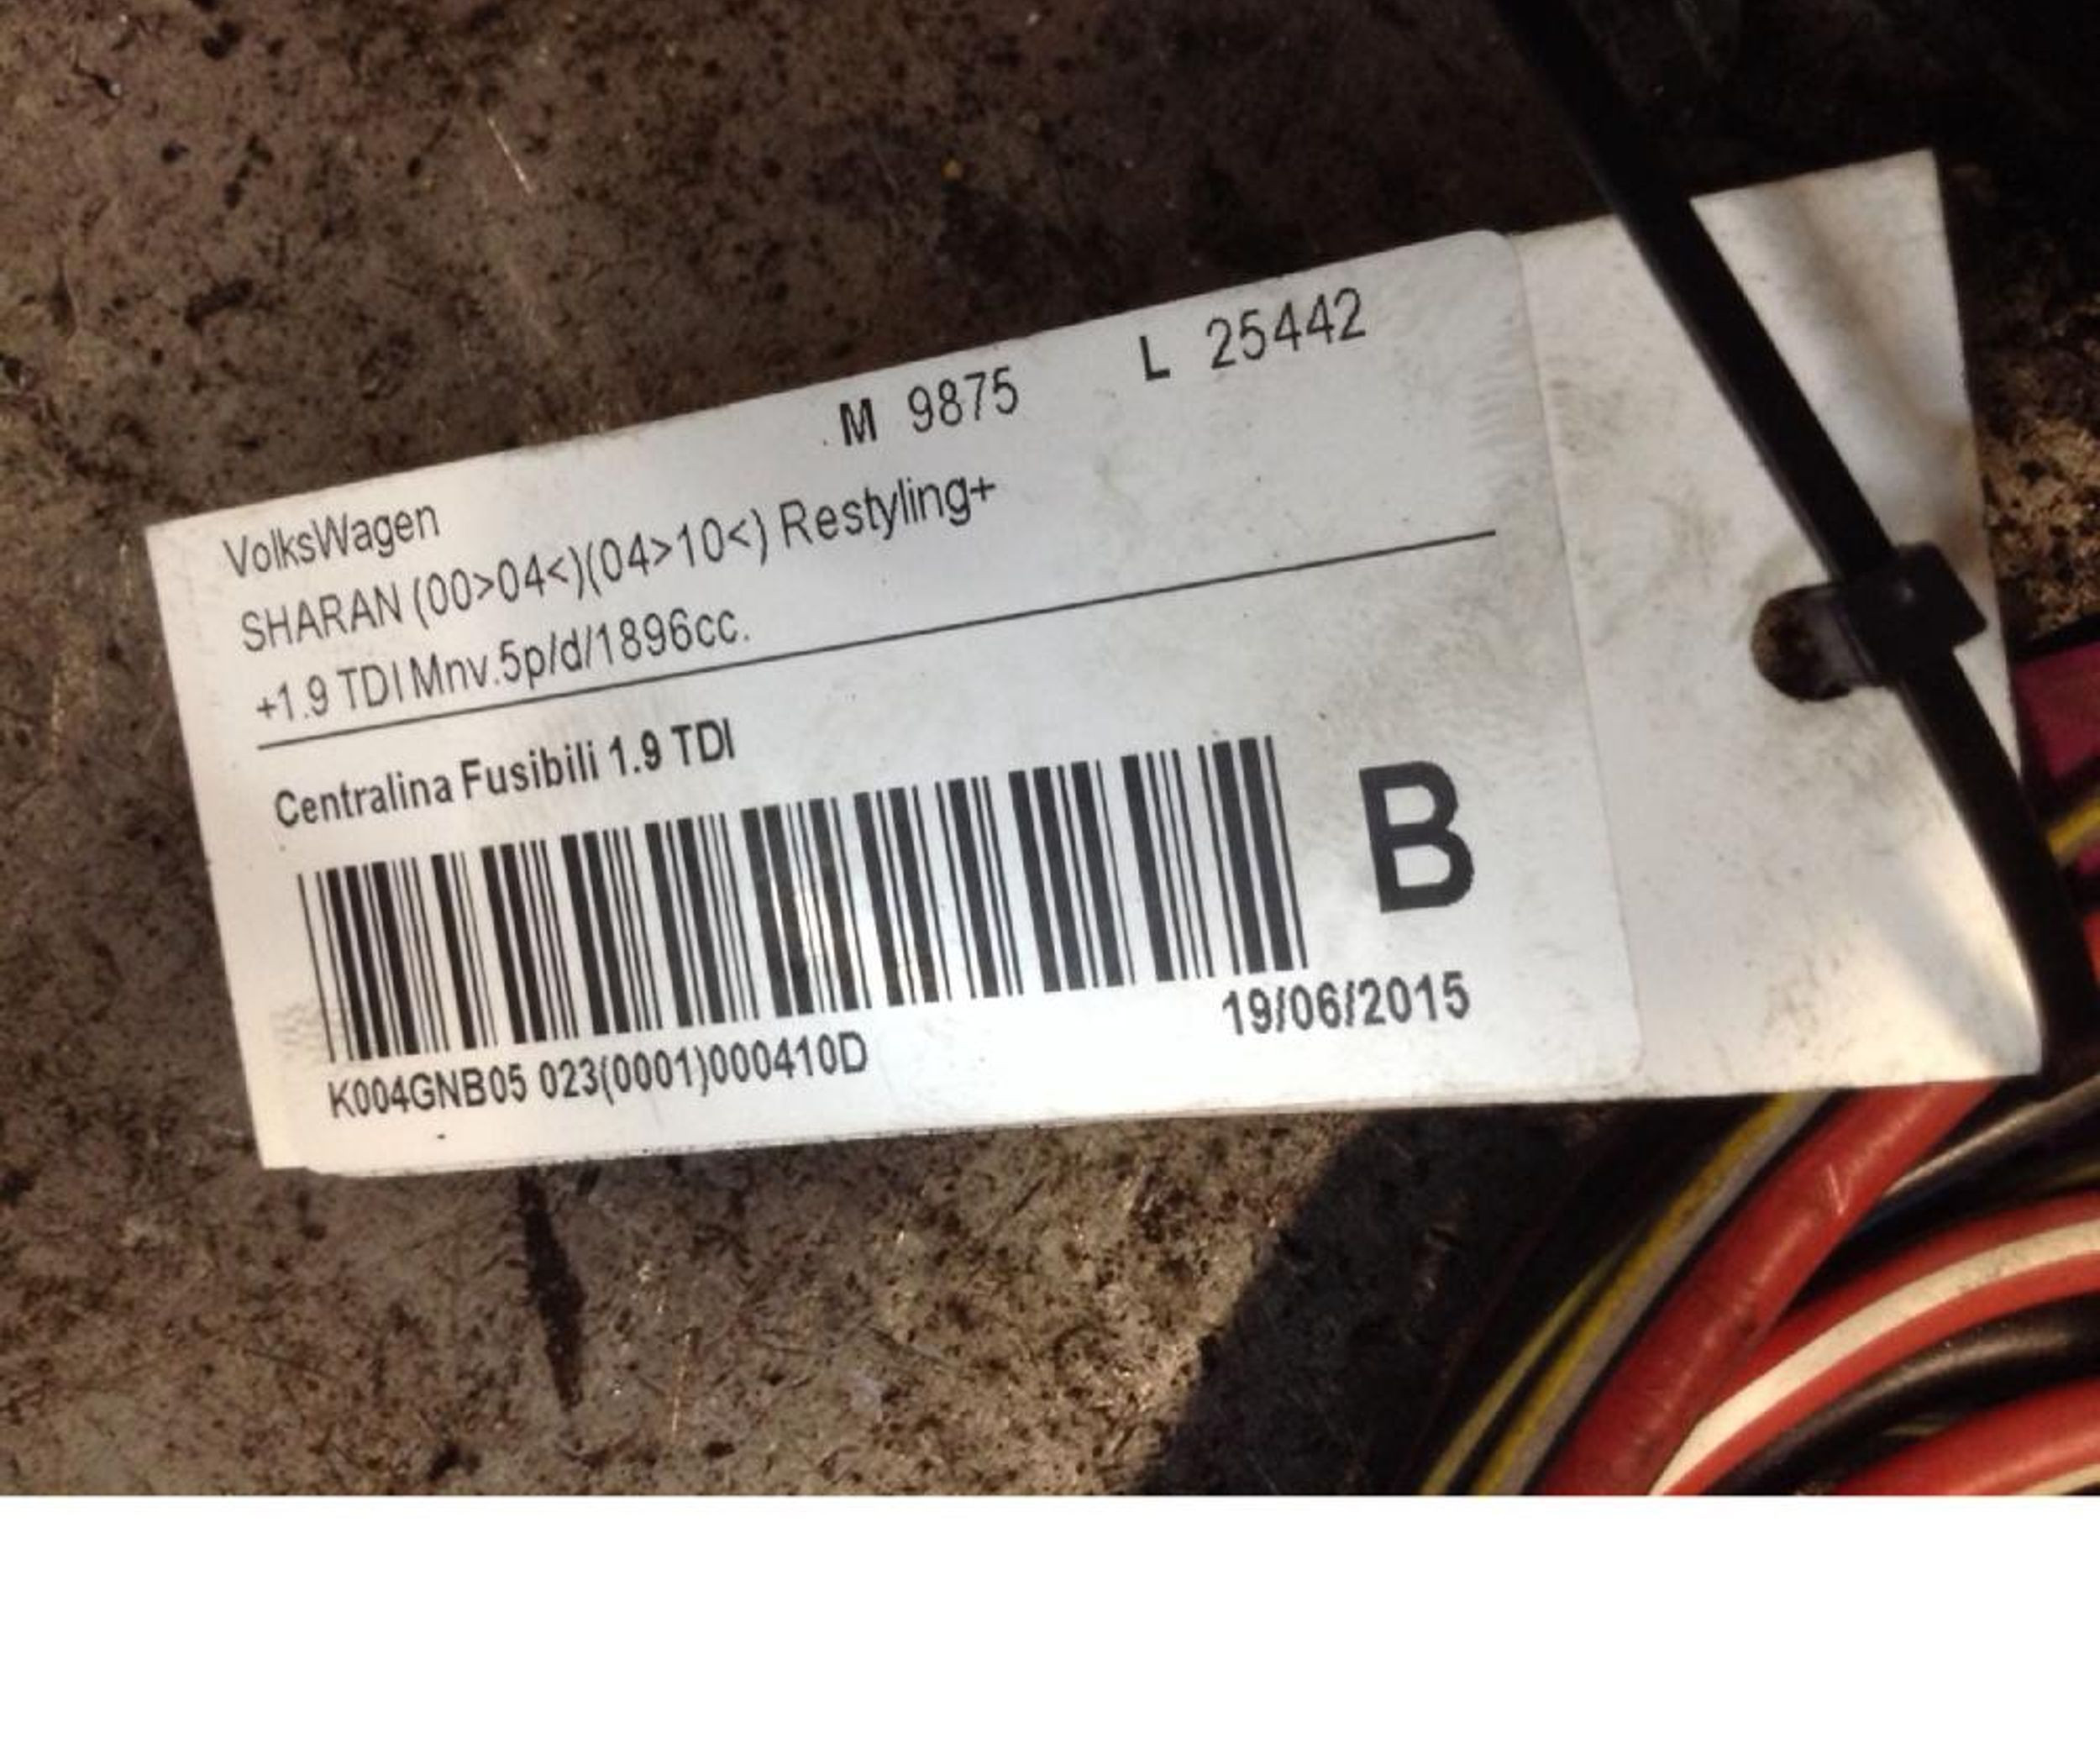 M 9875 L 25442
VolksWagen
SHARAN (00>04<)(04>10<) Restyling+
+1.9 TDI Mnv.5p/d/1896cc.
Centralina Fusibili 1.9 TDI
B
19/06/2015
K004GNB05 023(0001)000410D